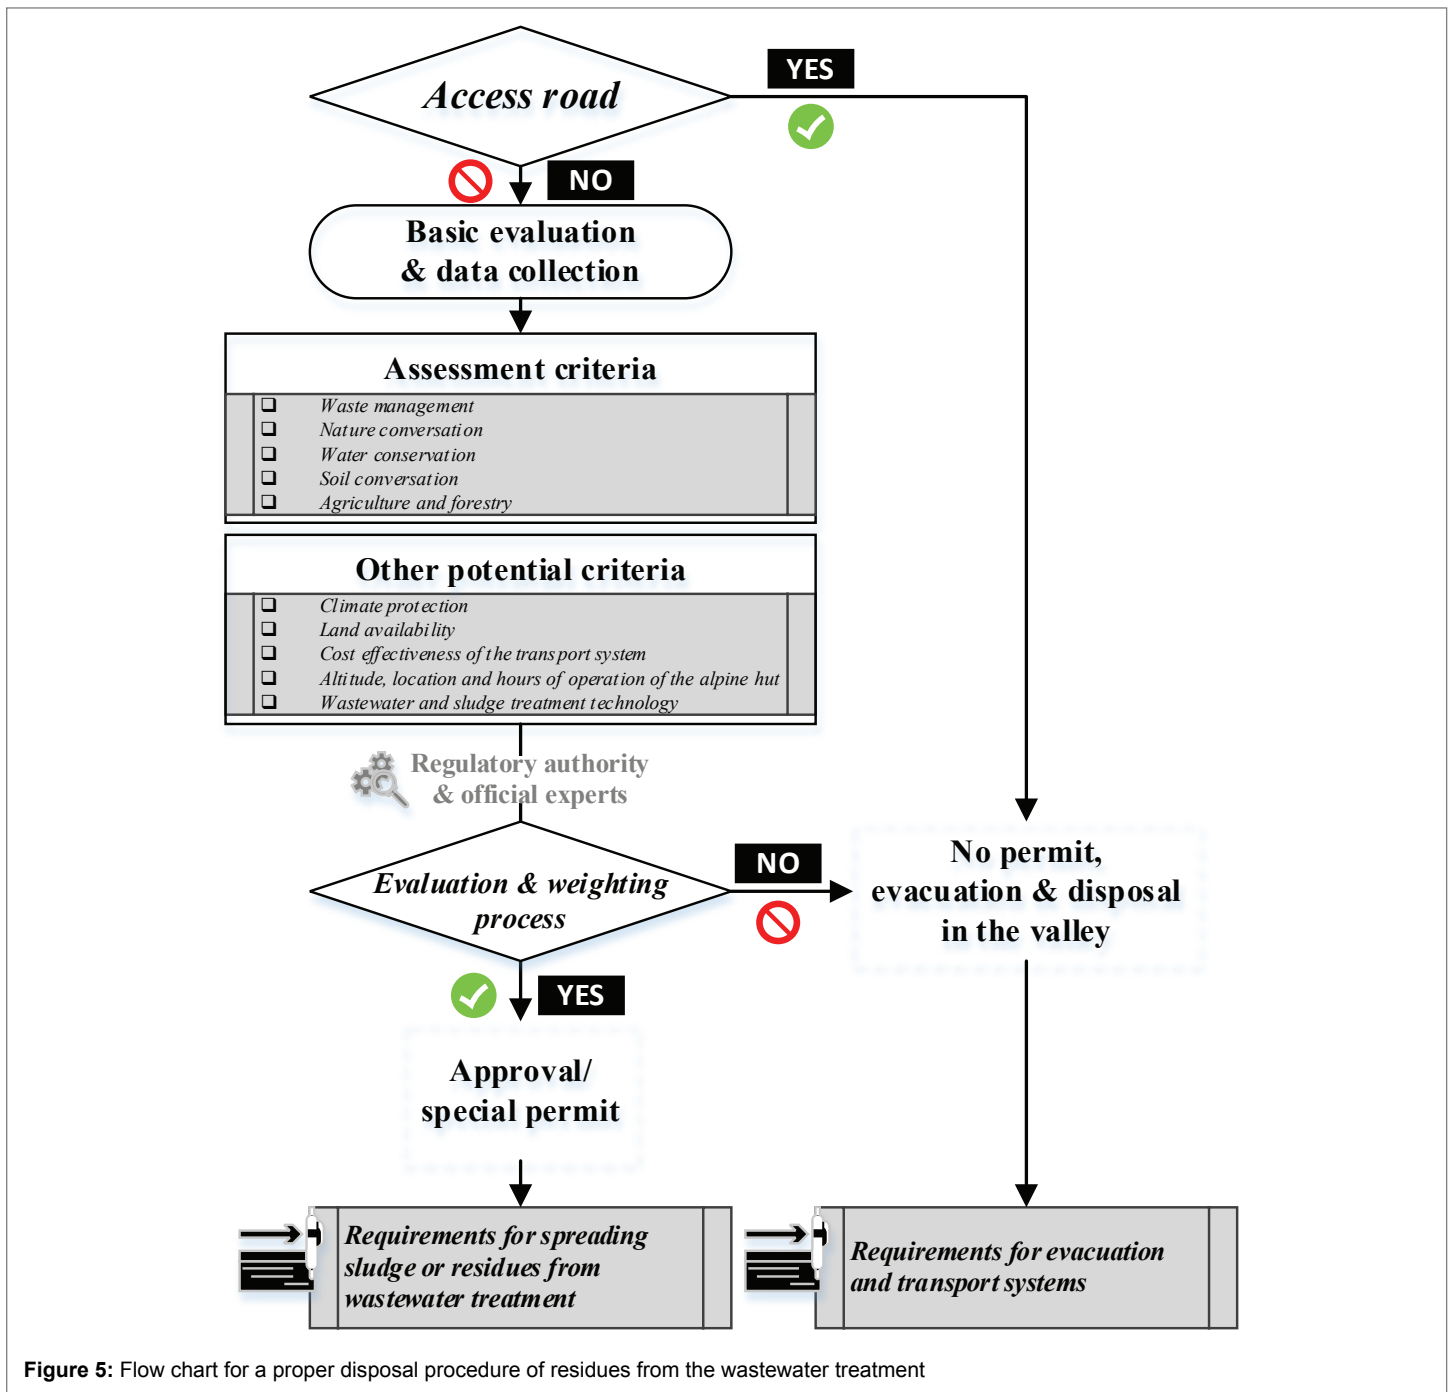 Access road
YES
NO
Basic evaluation
& data collection
Assessment criteria
Waste management
Nature conversation
Water conservation
Soil conversation
Agriculture and forestry
Other potential criteria
Climate protection
Land availability
Cost effectiveness of the transport system
Altitude, location and hours of operation of the alpine hut
Wastewater and sludge treatment technology
Regulatory authority
& official experts
Evaluation & weighting
process
NO
No permit,
evacuation & disposal
in the valley
YES
Approval/
special permit
Requirements for spreading
sludge or residues from
wastewater treatment
Requirements for evacuation
and transport systems
Figure 5: Flow chart for a proper disposal procedure of residues from the wastewater treatment